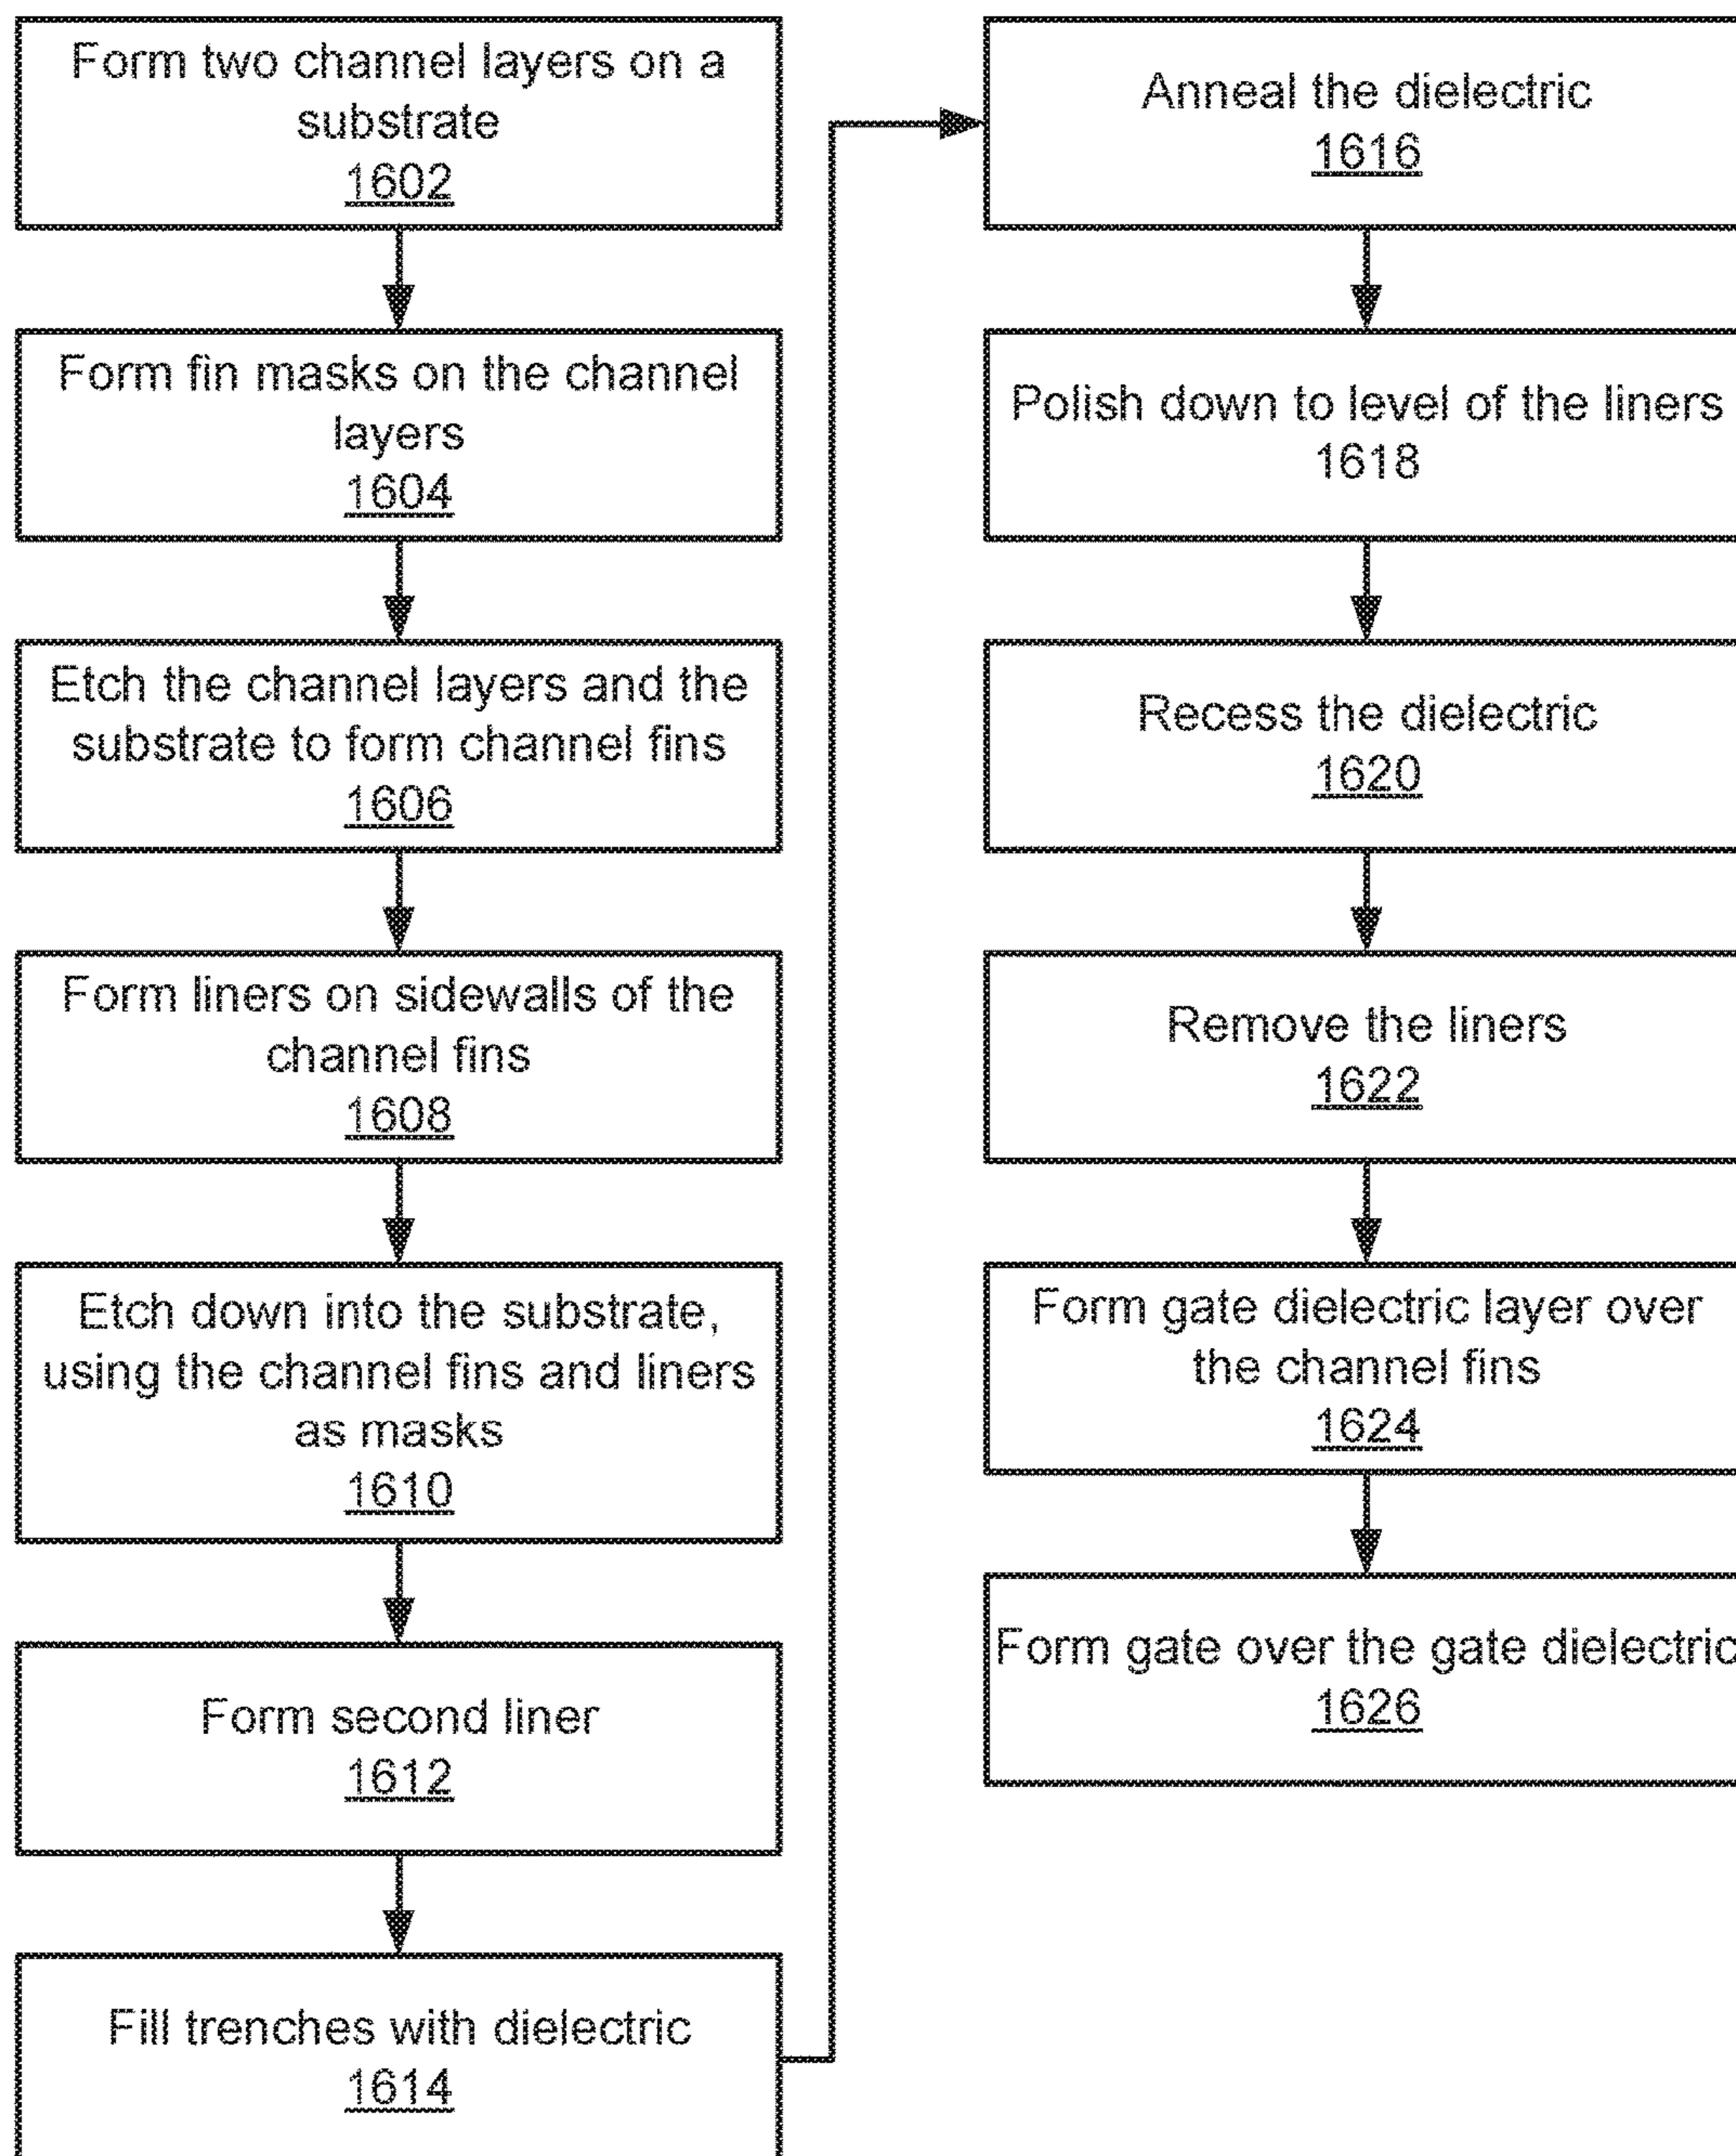 Form two channel layers on a
substrate
1602
Form fin masks on the channel
layers
1604
Etch the channel layers and the
substrate to form channel fins
1606
Form liners on sidewalls of the
channel fins
1608
Etch down into the substrate,
using the channel fins and liners
as masks
1610
Form second liner
1612
Fill trenches with dielectric
1614
Anneal the dielectric
1616
Polish down to level of the liners
1618
Recess the dielectric
1620
Remove the liners
1622
Form gate dielectric layer over
the channel fins
1624
Form gate over the gate dielectric
1626